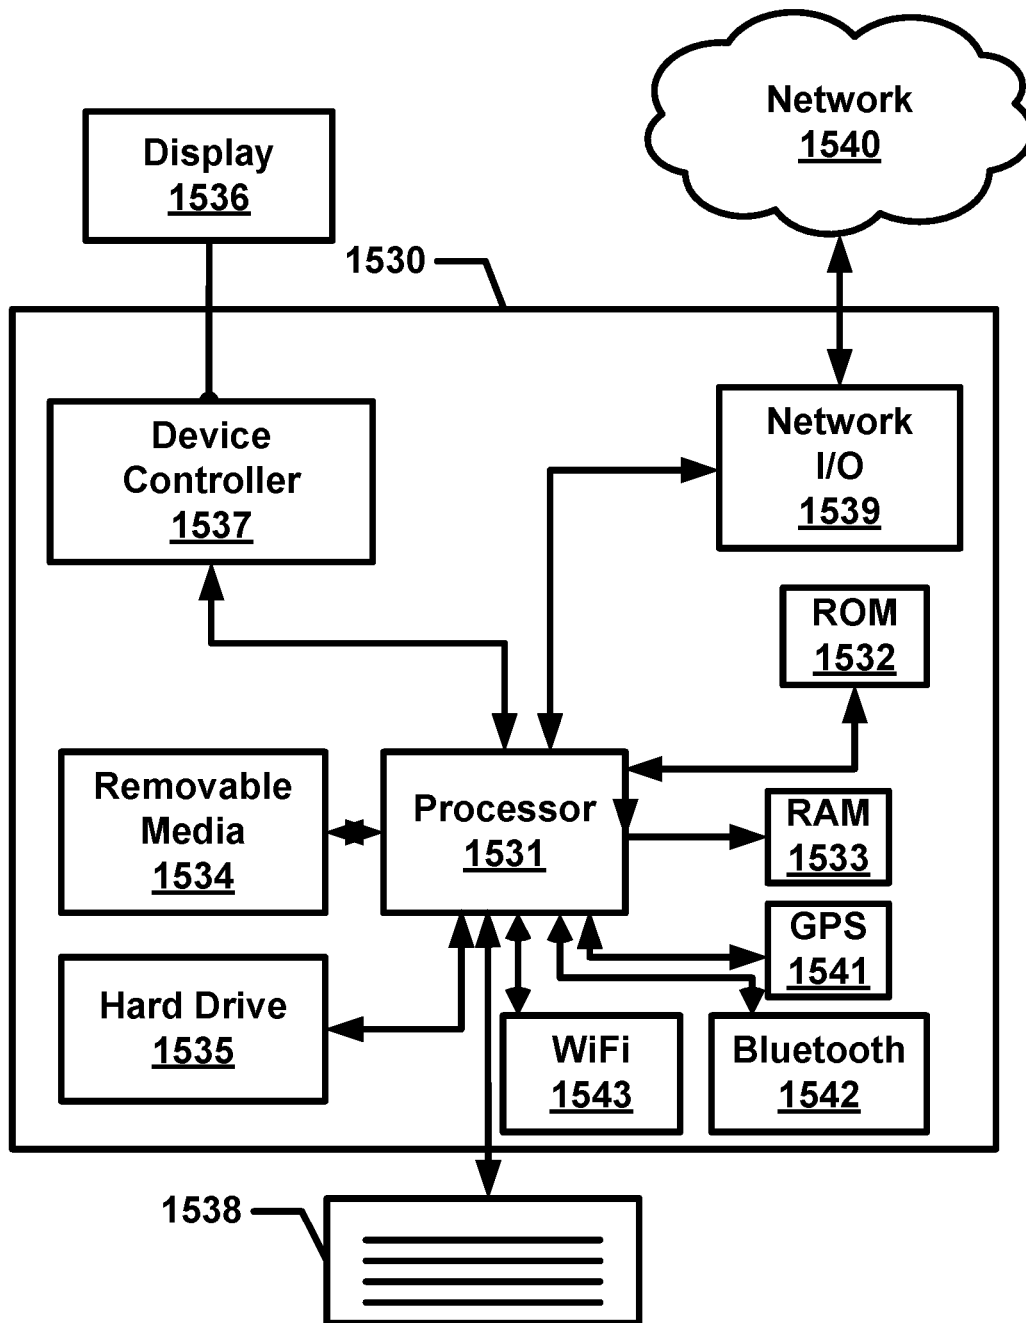 Network
1540
Display
1536
1530
Device
Controller
1537
Network
I/O
1539
ROM
1532
Removable
Media
1534
Processor
1531
RAM
1533
GPS
1541
Hard Drive
1535
WiFi
1543
Bluetooth
1542
1538